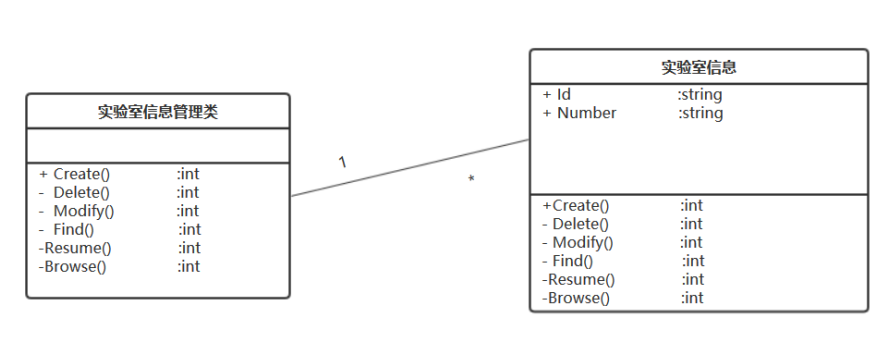 实验室信息管理类
+ Create() :int
- Delete() :int
- Modify() :int
- Find() :int
-Resume() :int
-Browse() :int
1
*
实验室信息
+ Id :string
+ Number :string
+Create() :int
- Delete() :int
- Modify() :int
- Find() :int
-Resume() :int
-Browse() :int